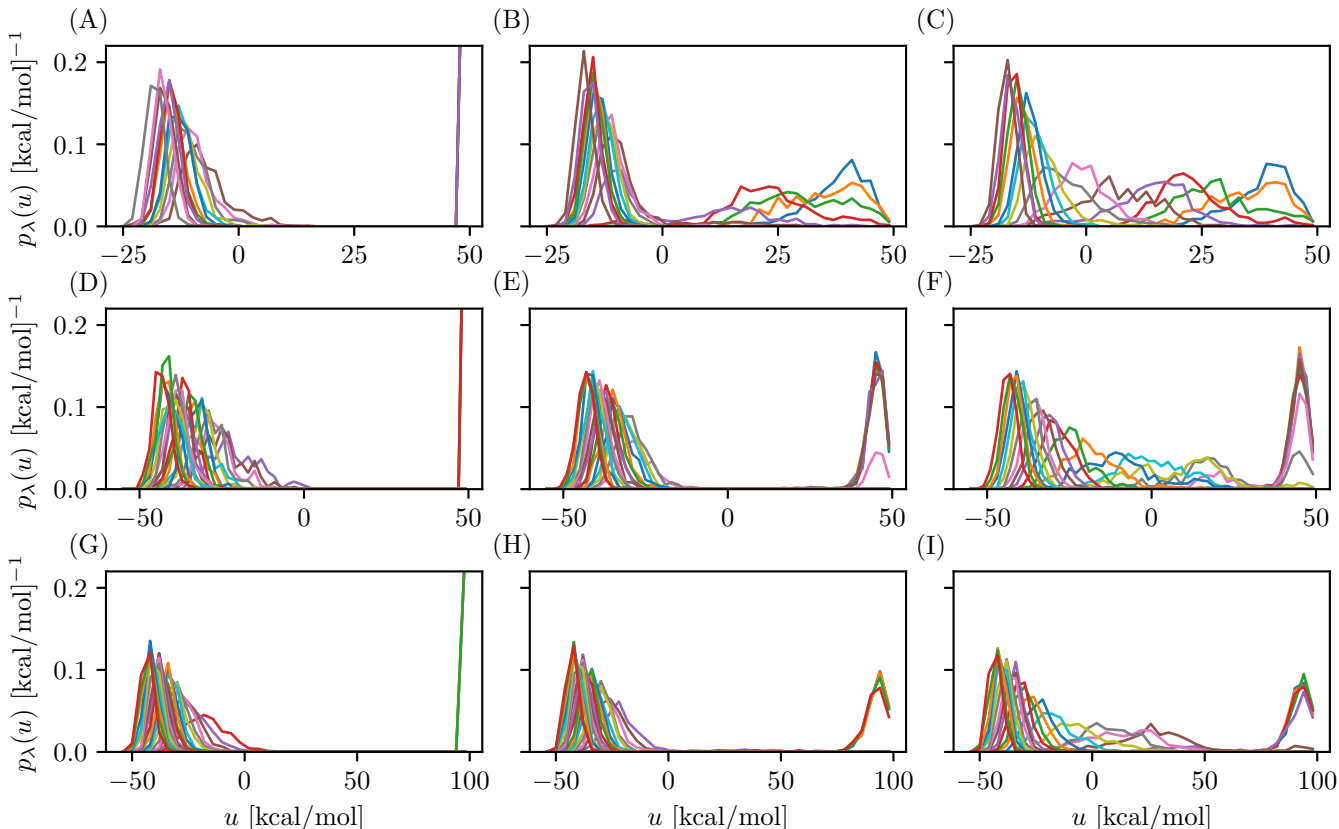 (A) (B) (C)
p_λ(u) [kcal/mol]⁻¹
0.2
0.1
0.0
−25 0 25 50 −25 0 25 50 −25 0 25 50
(D) (E) (F)
p_λ(u) [kcal/mol]⁻¹
0.2
0.1
0.0
−50 0 50 −50 0 50 −50 0 50
(G) (H) (I)
p_λ(u) [kcal/mol]⁻¹
0.2
0.1
0.0
−50 0 50 100 −50 0 50 100 −50 0 50 100
u [kcal/mol] u [kcal/mol] u [kcal/mol]